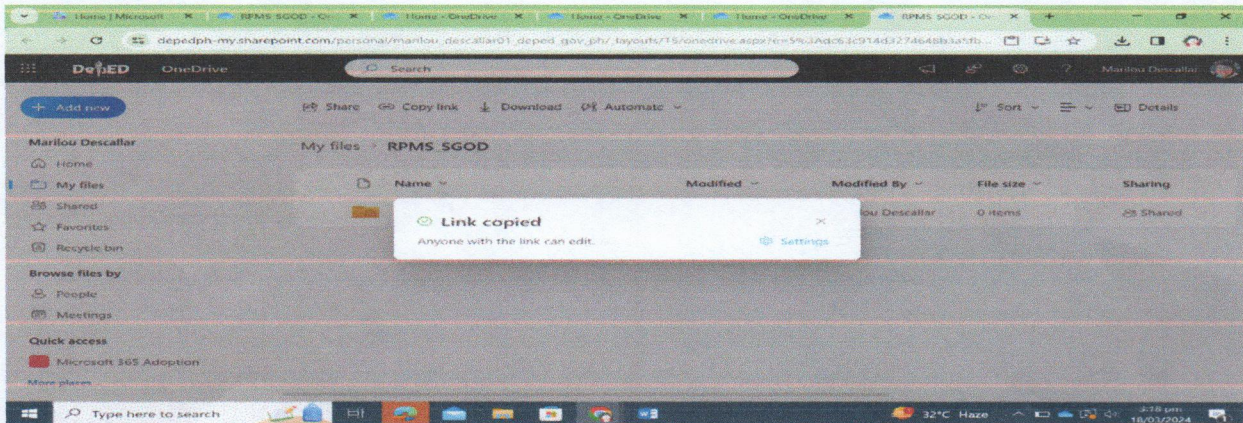 Home | Microsoft
RPMS SGOD - O
Home - OneDrive
Home - OneDrive
Home - OneDrive
RPMS SGOD - O
depedph-my.sharepoint.com/personal/marilou_descallar01_deped_gov_ph/_layouts/15/onedrive.aspx?
DepED OneDrive
Search
Marilou Descallar
+ Add new
Share Copy link Download Automate
Sort
Details
Marilou Descallar
Home
My files
Shared
Favorites
Recycle bin
Browse files by
People
Meetings
Quick access
Microsoft 365 Adoption
More places
My files > RPMS SGOD
Name Modified Modified By File size Sharing
lou Descallar 0 items Shared
Link copied
Anyone with the link can edit.
Settings
Type here to search
32°C Haze
3:18 pm
18/03/2024